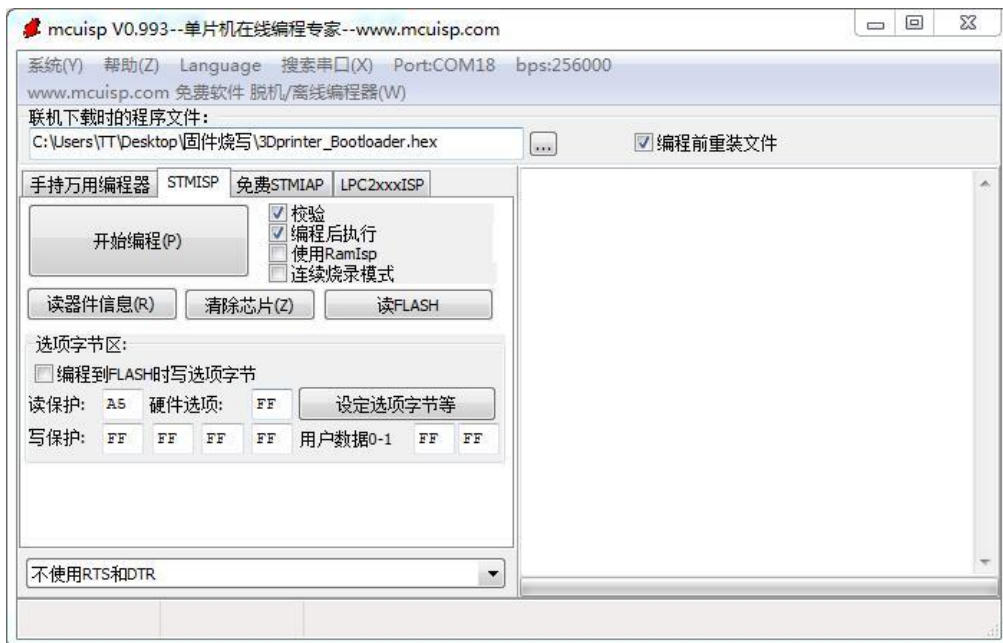 mcuisp V0.993--单片机在线编程专家--www.mcuisp.com
系统(Y) 帮助(Z) Language 搜索串口(X) Port:COM18 bps:256000
www.mcuisp.com 免费软件 脱机/离线编程器(W)
联机下载时的程序文件:
C:\Users\TT\Desktop\固件烧写\3Dprinter_Bootloader.hex ... 编程前重装文件
手持万用编程器 STMISP 免费STMIAP LPC2xxxISP
开始编程(P)
校验
编程后执行
使用RamIsp
连续烧录模式
读器件信息(R) 清除芯片(Z) 读FLASH
选项字节区:
编程到FLASH时写选项字节
读保护: A5 硬件选项: FF 设定选项字节等
写保护: FF FF FF FF 用户数据0-1 FF FF
不使用RTS和DTR